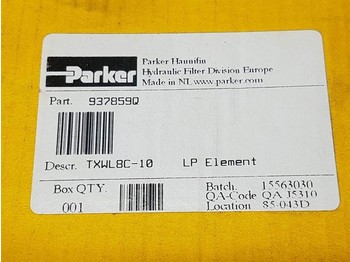 Parker
Parker Hannifin
Hydraulic Filter Division Europe
Made in NL www.parker.com
Part. 937859Q
Descr. TXWL8C-10 LP Element
Box QTY.
001
Batch. 15563030
QA-Code QA J5310
Location 85-043D